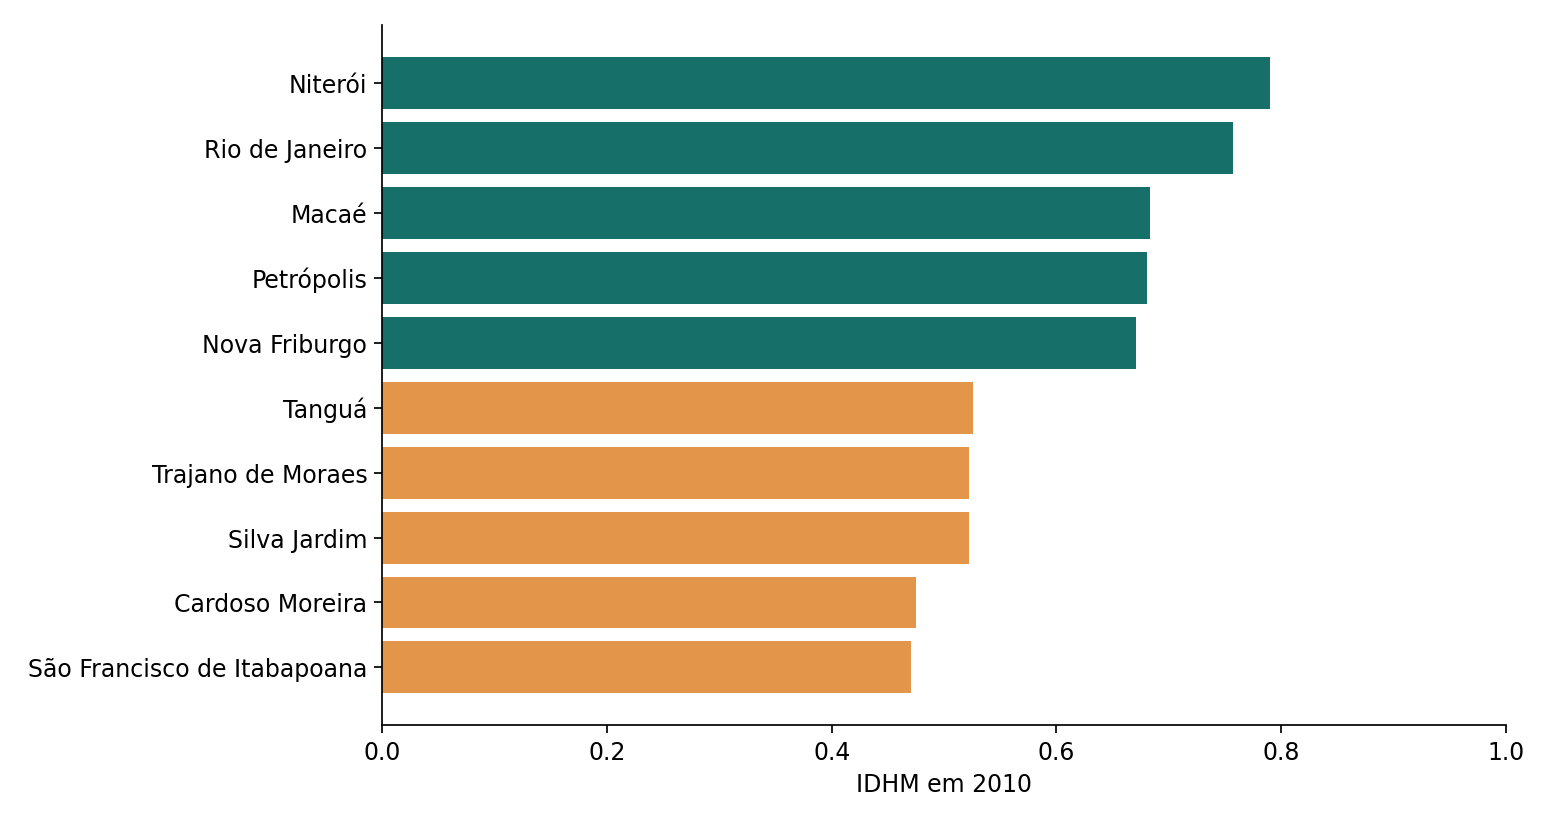 Niterói
Rio de Janeiro
Macaé
Petrópolis
Nova Friburgo
Tanguá
Trajano de Moraes
Silva Jardim
Cardoso Moreira
São Francisco de Itabapoana
0.0 0.2 0.4 0.6 0.8 1.0
IDHM em 2010